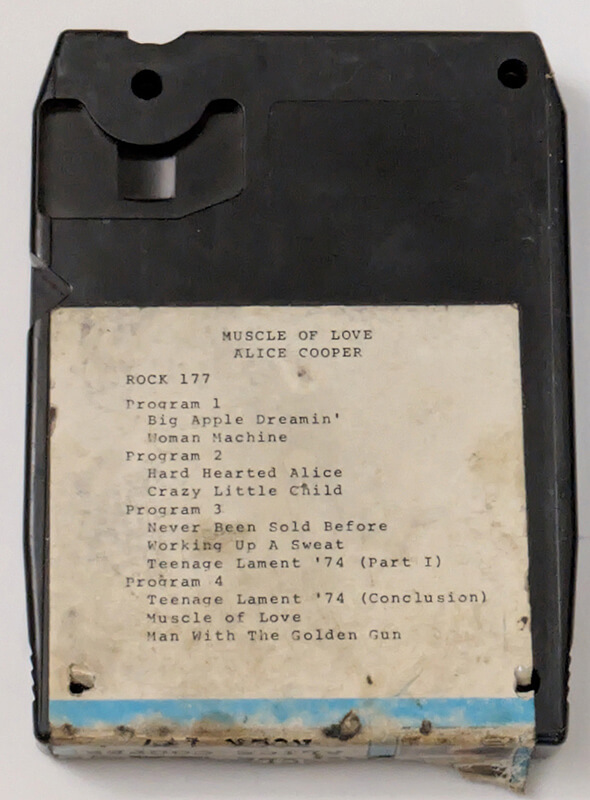 MUSCLE OF LOVE
ALICE COOPER
ROCK 177
Program 1
Big Apple Dreamin'
Woman Machine
Program 2
Hard Hearted Alice
Crazy Little Child
Program 3
Never Been Sold Before
Working Up A Sweat
Teenage Lament '74 (Part I)
Program 4
Teenage Lament '74 (Conclusion)
Muscle of Love
Man With The Golden Gun